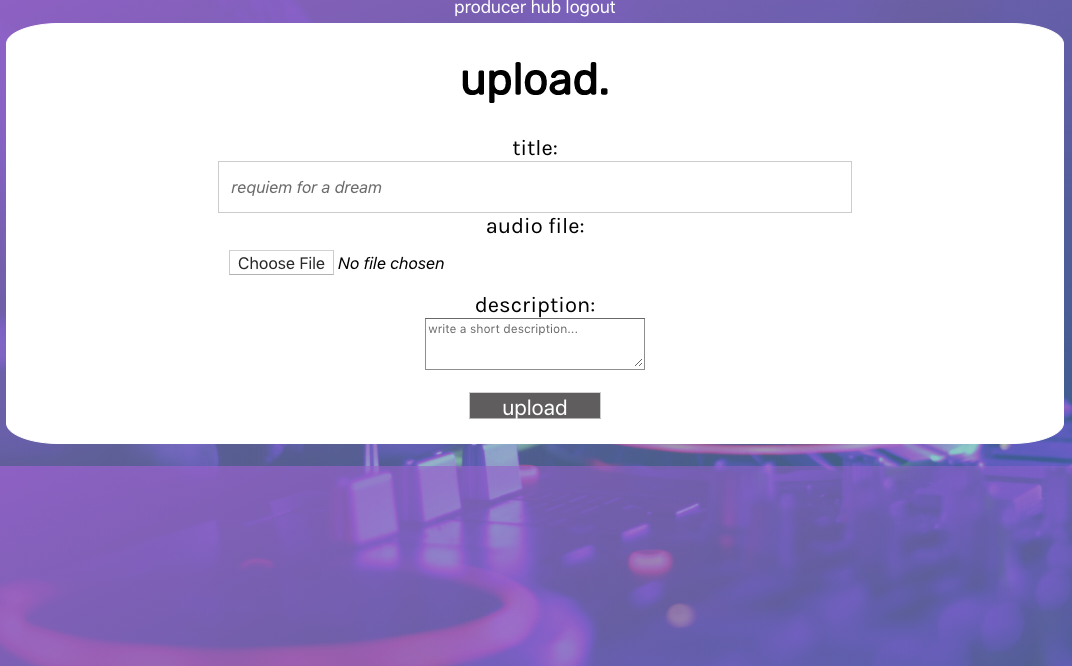 producer hub logout
upload.
title:
requiem for a dream
audio file:
Choose File No file chosen
description:
write a short description...
upload